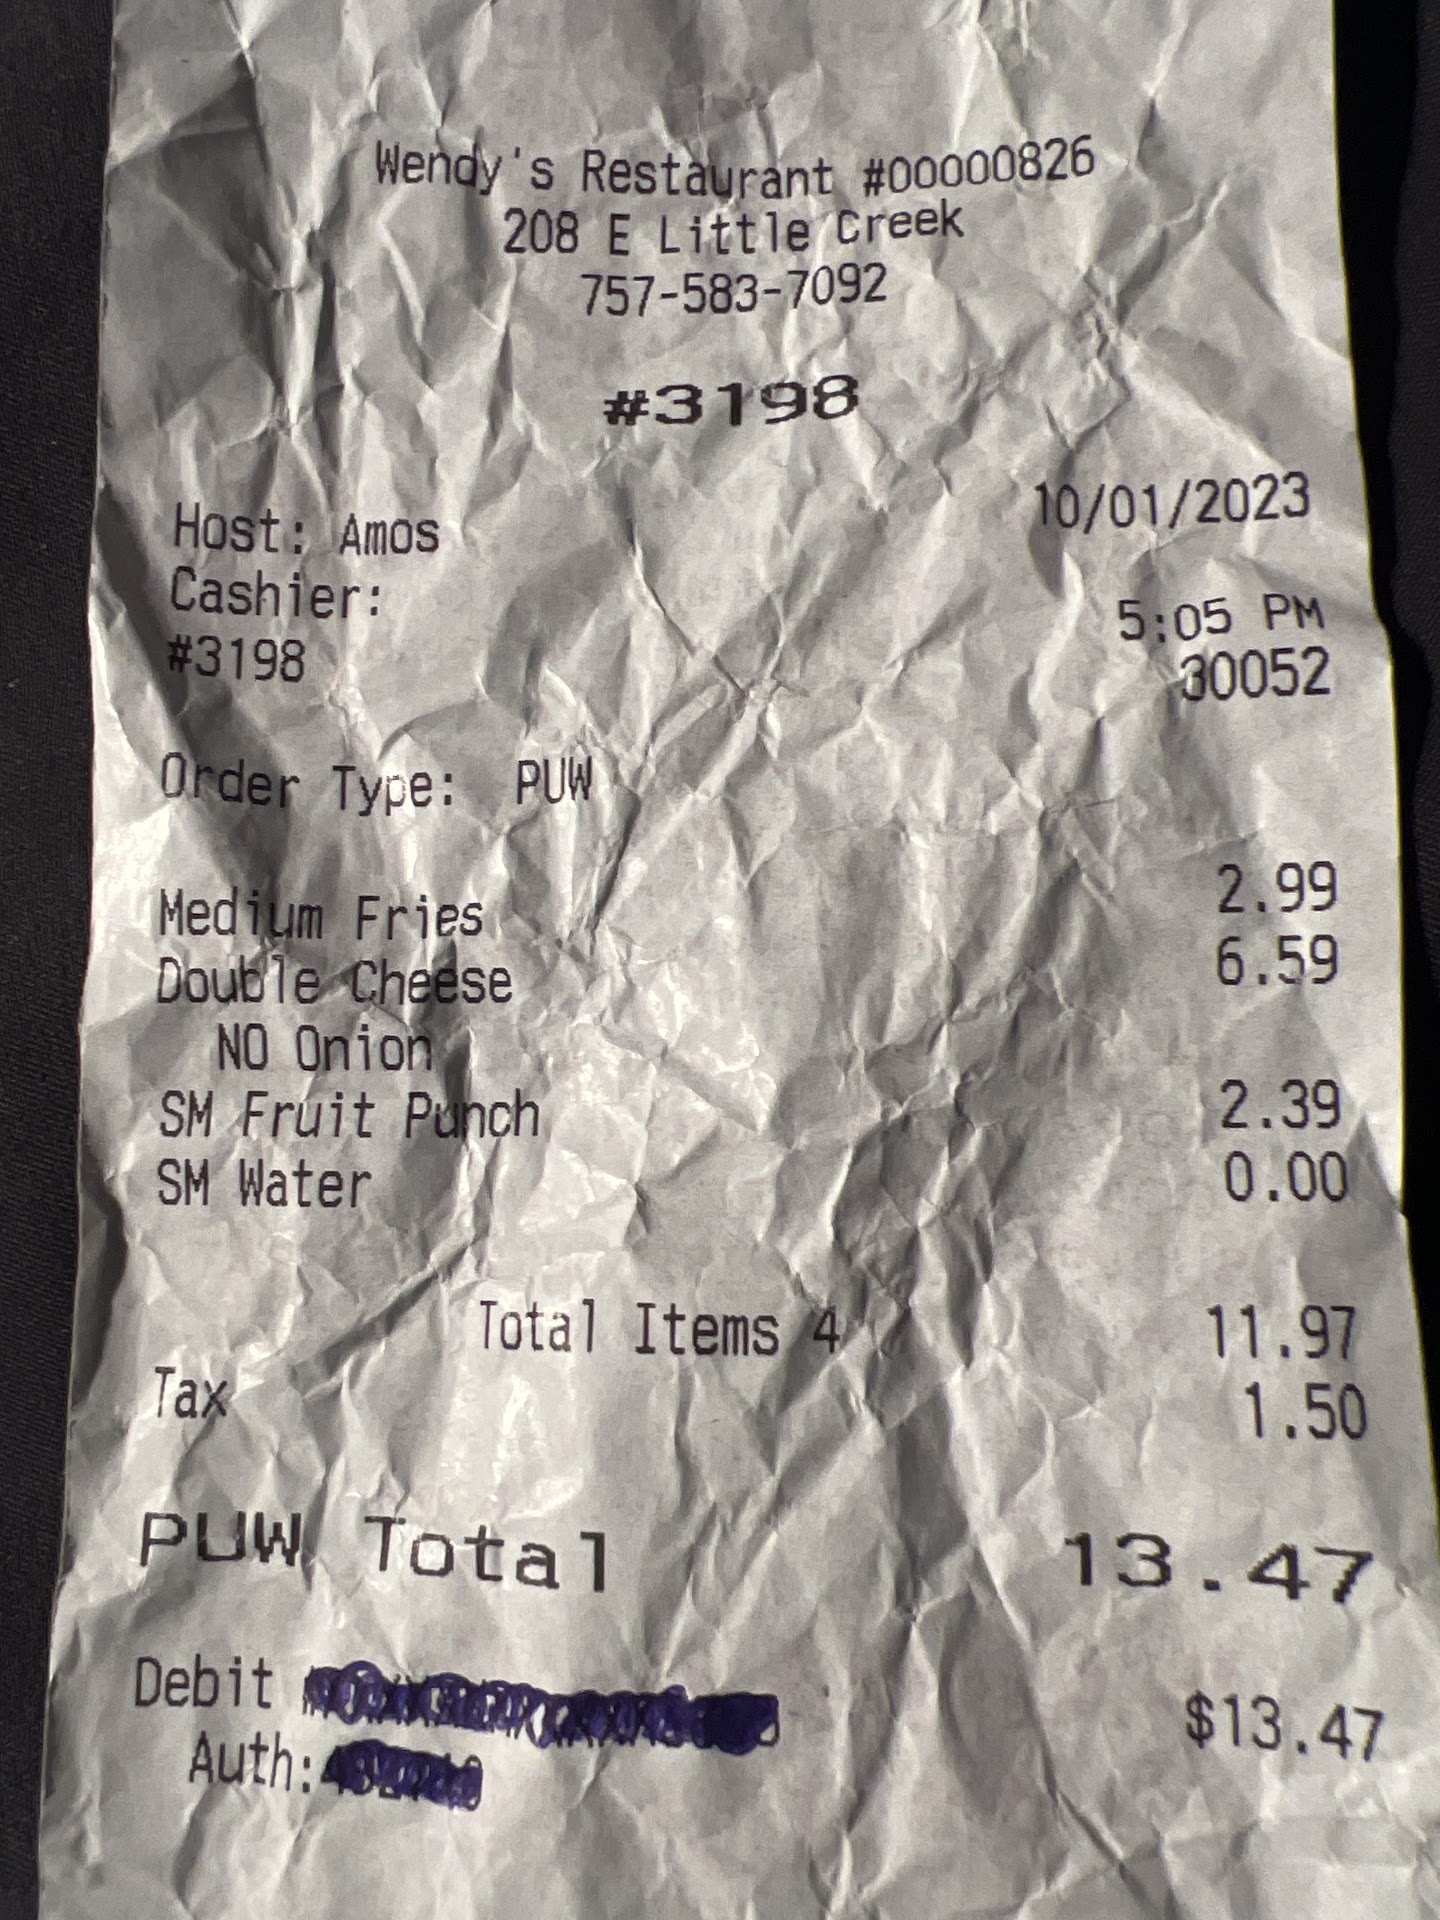 Wendy's Restaurant #00000826
208 E Little Creek
757-583-7092
#3198
Host: Amos 10/01/2023
Cashier: 5:05 PM
#3198 30052
Order Type: PUW
Medium Fries 2.99
Double Cheese 6.59
NO Onion
SM Fruit Punch 2.39
SM Water 0.00
Total Items 4 11.97
Tax 1.50
PUW Total 13.47
Debit $13.47
Auth: